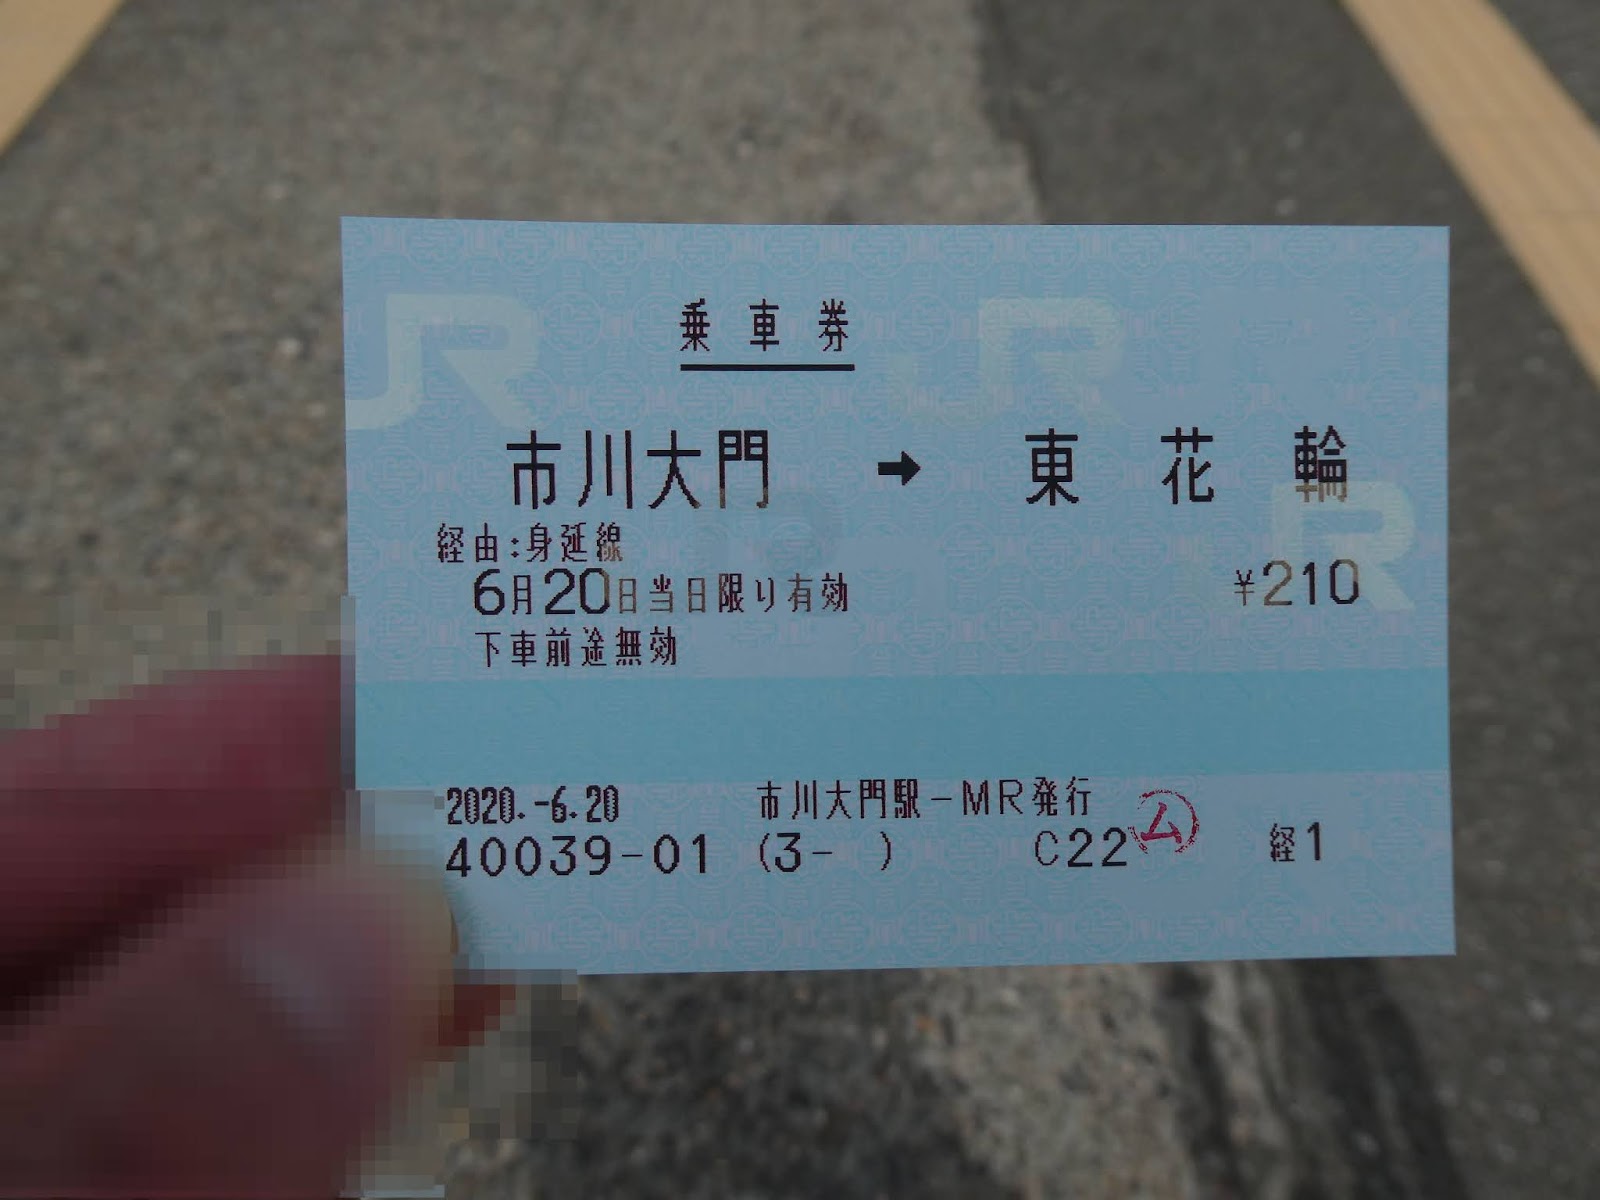 乗車券
市川大門 → 東花輪
経由:身延線
6月20日当日限り有効 ¥210
下車前途無効
2020.-6.20 市川大門駅-MR発行
40039-01 (3- ) C22 ム 経1